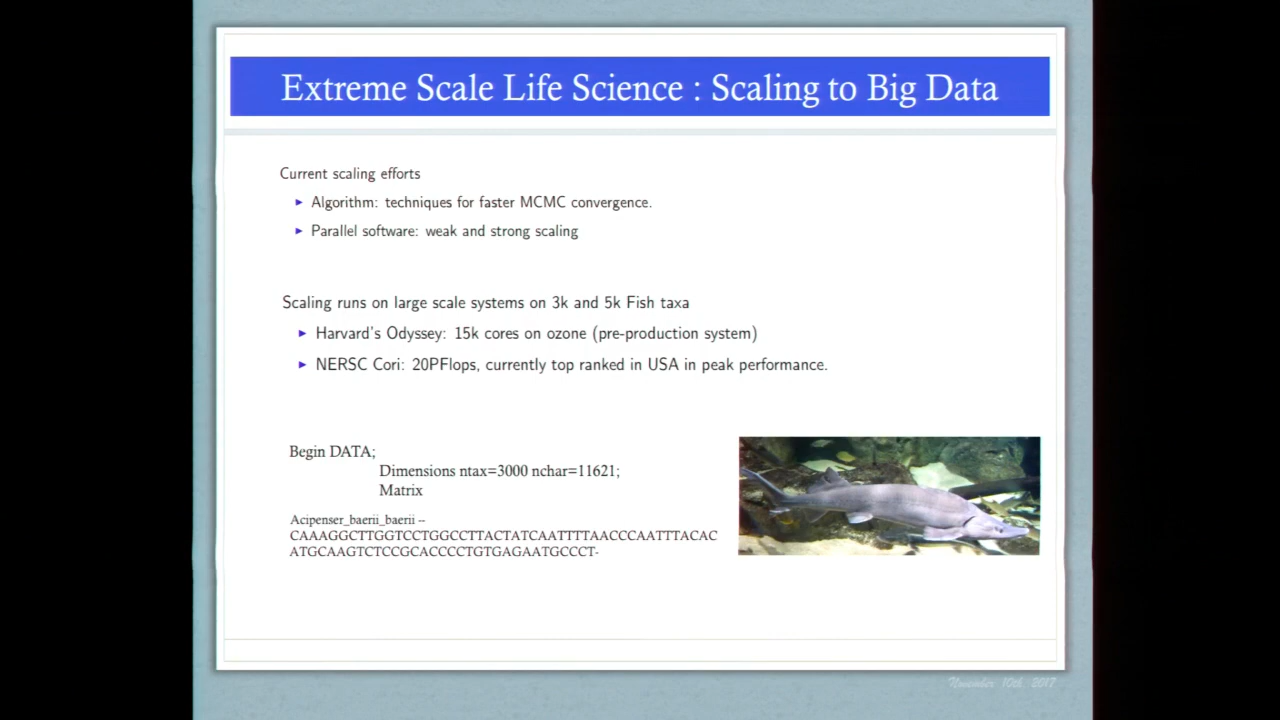 Extreme Scale Life Science : Scaling to Big Data
Current scaling efforts
► Algorithm: techniques for faster MCMC convergence.
► Parallel software: weak and strong scaling
Scaling runs on large scale systems on 3k and 5k Fish taxa
► Harvard's Odyssey: 15k cores on ozone (pre-production system)
► NERSC Cori: 20PFlops, currently top ranked in USA in peak performance.
Begin DATA;
Dimensions ntax=3000 nchar=11621;
Matrix
Acipenser_baerii_baerii --
CAAAGGCTTGGTCCTGGCCTTACTATCAATTTTAACCCAATTTACAC
ATGCAAGTCTCCGCACCCCTGTGAGAATGCCCT-
November 10th, 2017